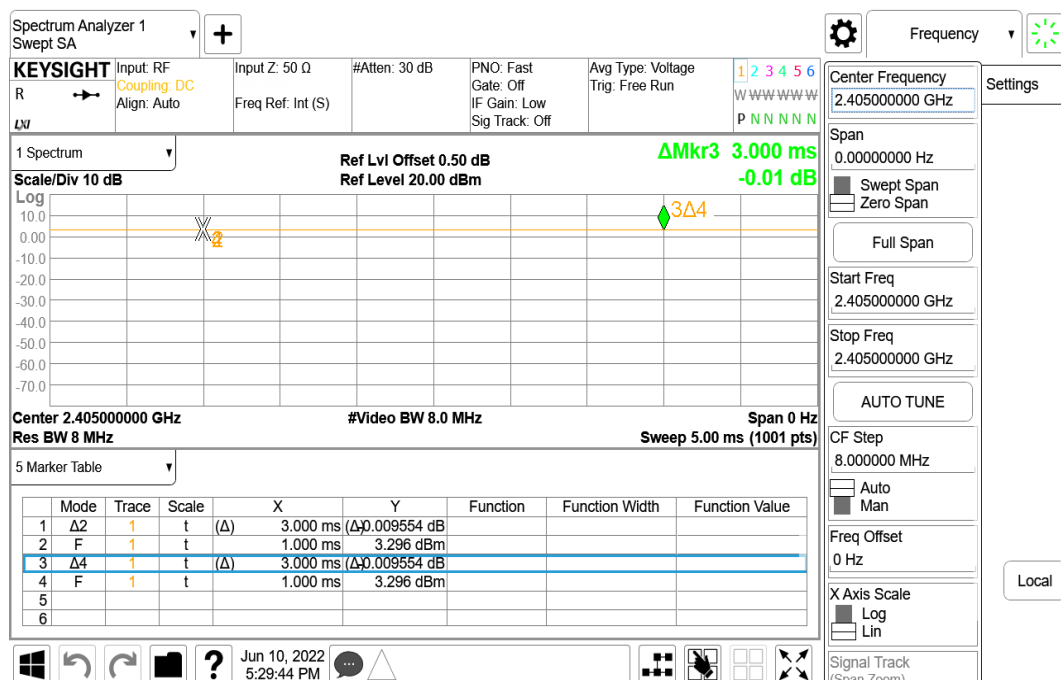 Spectrum Analyzer 1
Swept SA
Frequency
KEYSIGHT
R
LXI
Input: RF
Coupling: DC
Align: Auto
Input Z: 50 Ω
Freq Ref: Int (S)
#Atten: 30 dB
PNO: Fast
Gate: Off
IF Gain: Low
Sig Track: Off
Avg Type: Voltage
Trig: Free Run
1 2 3 4 5 6
W W W W W W
P N N N N N
1 Spectrum
Scale/Div 10 dB
Ref Lvl Offset 0.50 dB
Ref Level 20.00 dBm
ΔMkr3 3.000 ms
-0.01 dB
Log
10.0
0.00
-10.0
-20.0
-30.0
-40.0
-50.0
-60.0
-70.0
X
3Δ4
Center 2.405000000 GHz
#Video BW 8.0 MHz
Span 0 Hz
Res BW 8 MHz
Sweep 5.00 ms (1001 pts)
5 Marker Table
Mode Trace Scale X Y Function Function Width Function Value
1 Δ2 1 t (Δ) 3.000 ms (Δ) -0.009554 dB
2 F 1 t 1.000 ms 3.296 dBm
3 Δ4 1 t (Δ) 3.000 ms (Δ) -0.009554 dB
4 F 1 t 1.000 ms 3.296 dBm
5
6
Jun 10, 2022
5:29:44 PM
?
Center Frequency
2.405000000 GHz
Span
0.00000000 Hz
Swept Span
Zero Span
Full Span
Start Freq
2.405000000 GHz
Stop Freq
2.405000000 GHz
AUTO TUNE
CF Step
8.000000 MHz
Auto
Man
Freq Offset
0 Hz
X Axis Scale
Log
Lin
Signal Track
(Span Zoom)
Settings
Local